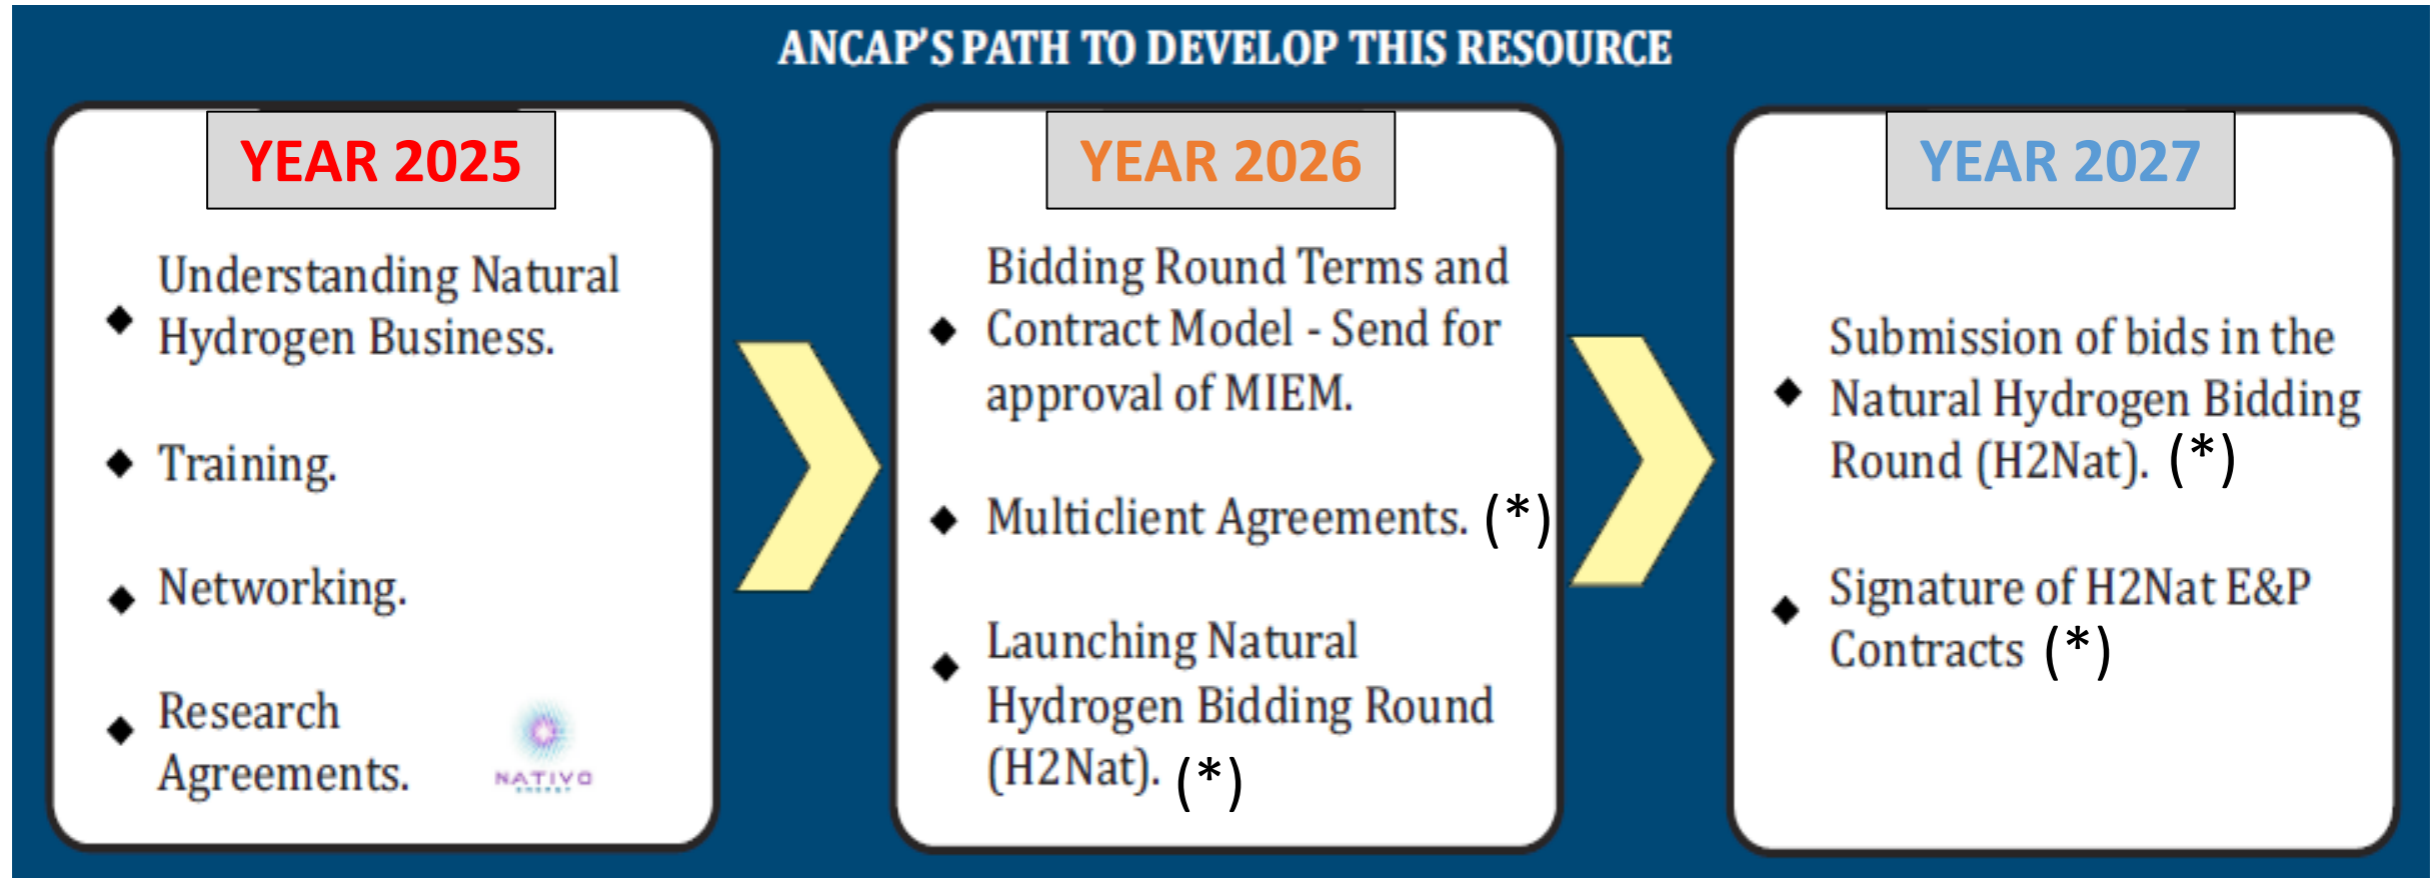 ANCAP'S PATH TO DEVELOP THIS RESOURCE
YEAR 2025
Understanding Natural
Hydrogen Business.
Training.
Networking.
Research
Agreements.
NATIVO
ENERGY
YEAR 2026
Bidding Round Terms and
Contract Model - Send for
approval of MIEM.
Multiclient Agreements. (*)
Launching Natural
Hydrogen Bidding Round
(H2Nat). (*)
YEAR 2027
Submission of bids in the
Natural Hydrogen Bidding
Round (H2Nat). (*)
Signature of H2Nat E&P
Contracts (*)